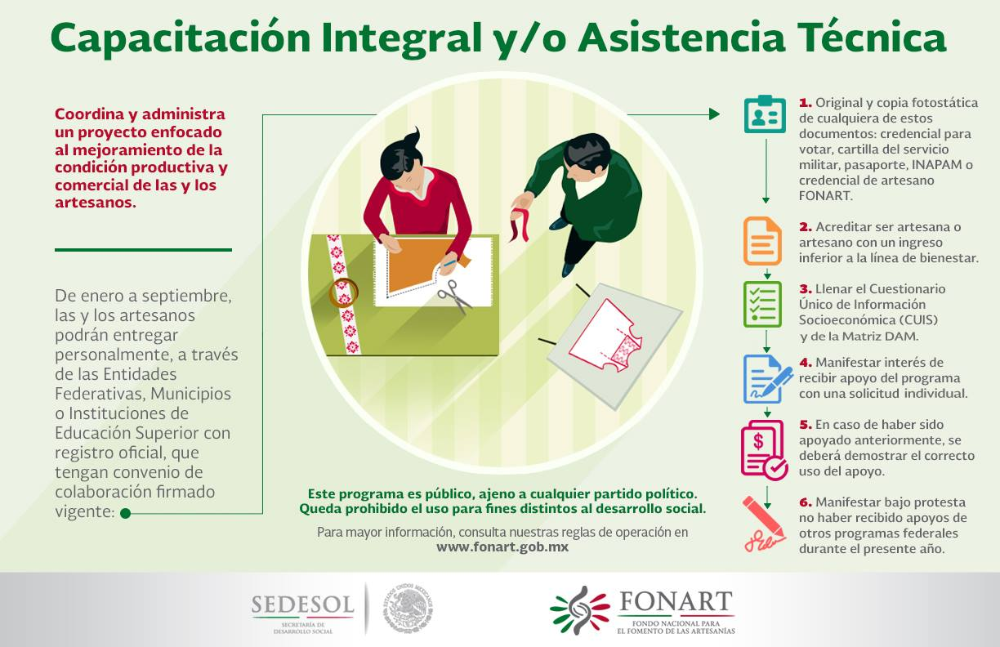 Capacitación Integral y/o Asistencia Técnica
Coordina y administra
un proyecto enfocado
al mejoramiento de la
condición productiva y
comercial de las y los
artesanos.
De enero a septiembre,
las y los artesanos
podrán entregar
personalmente, a través
de las Entidades
Federativas, Municipios
o Instituciones de
Educación Superior con
registro oficial, que
tengan convenio de
colaboración firmado
vigente:
1. Original y copia fotostática
de cualquiera de estos
documentos: credencial para
votar, cartilla del servicio
militar, pasaporte, INAPAM o
credencial de artesano
FONART.
2. Acreditar ser artesana o
artesano con un ingreso
inferior a la línea de bienestar.
3. Llenar el Cuestionario
Único de Información
Socioeconómica (CUIS)
y de la Matriz DAM.
4. Manifestar interés de
recibir apoyo del programa
con una solicitud individual.
$
5. En caso de haber sido
apoyado anteriormente, se
deberá demostrar el correcto
uso del apoyo.
6. Manifestar bajo protesta
no haber recibido apoyos de
otros programas federales
durante el presente año.
Este programa es público, ajeno a cualquier partido político.
Queda prohibido el uso para fines distintos al desarrollo social.
Para mayor información, consulta nuestras reglas de operación en
www.fonart.gob.mx
SEDESOL
SECRETARÍA DE
DESARROLLO SOCIAL
ESTADOS UNIDOS MEXICANOS
FONART
FONDO NACIONAL PARA
EL FOMENTO DE LAS ARTESANÍAS